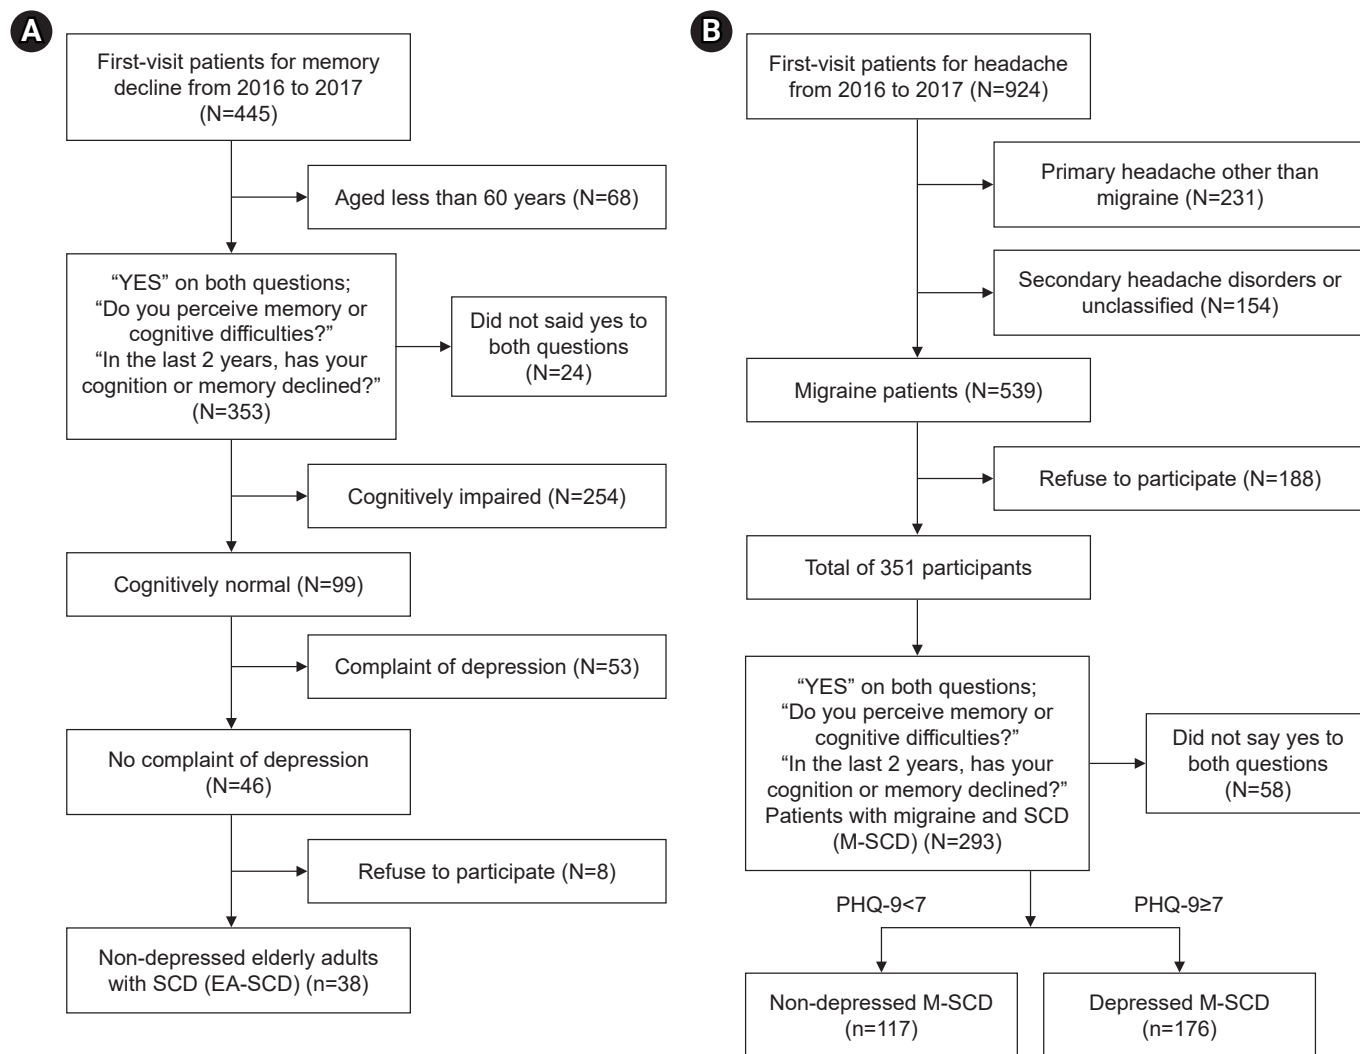 A
First-visit patients for memory
decline from 2016 to 2017
(N=445)
Aged less than 60 years (N=68)
“YES” on both questions;
“Do you perceive memory or
cognitive difficulties?”
“In the last 2 years, has your
cognition or memory declined?”
(N=353)
Did not said yes to
both questions
(N=24)
Cognitively impaired (N=254)
Cognitively normal (N=99)
Complaint of depression (N=53)
No complaint of depression
(N=46)
Refuse to participate (N=8)
Non-depressed elderly adults
with SCD (EA-SCD) (n=38)
B
First-visit patients for headache
from 2016 to 2017 (N=924)
Primary headache other than
migraine (N=231)
Secondary headache disorders or
unclassified (N=154)
Migraine patients (N=539)
Refuse to participate (N=188)
Total of 351 participants
“YES” on both questions;
“Do you perceive memory or
cognitive difficulties?”
“In the last 2 years, has your
cognition or memory declined?”
Patients with migraine and SCD
(M-SCD) (N=293)
Did not say yes to
both questions
(N=58)
PHQ-9<7
PHQ-9≥7
Non-depressed M-SCD
(n=117)
Depressed M-SCD
(n=176)